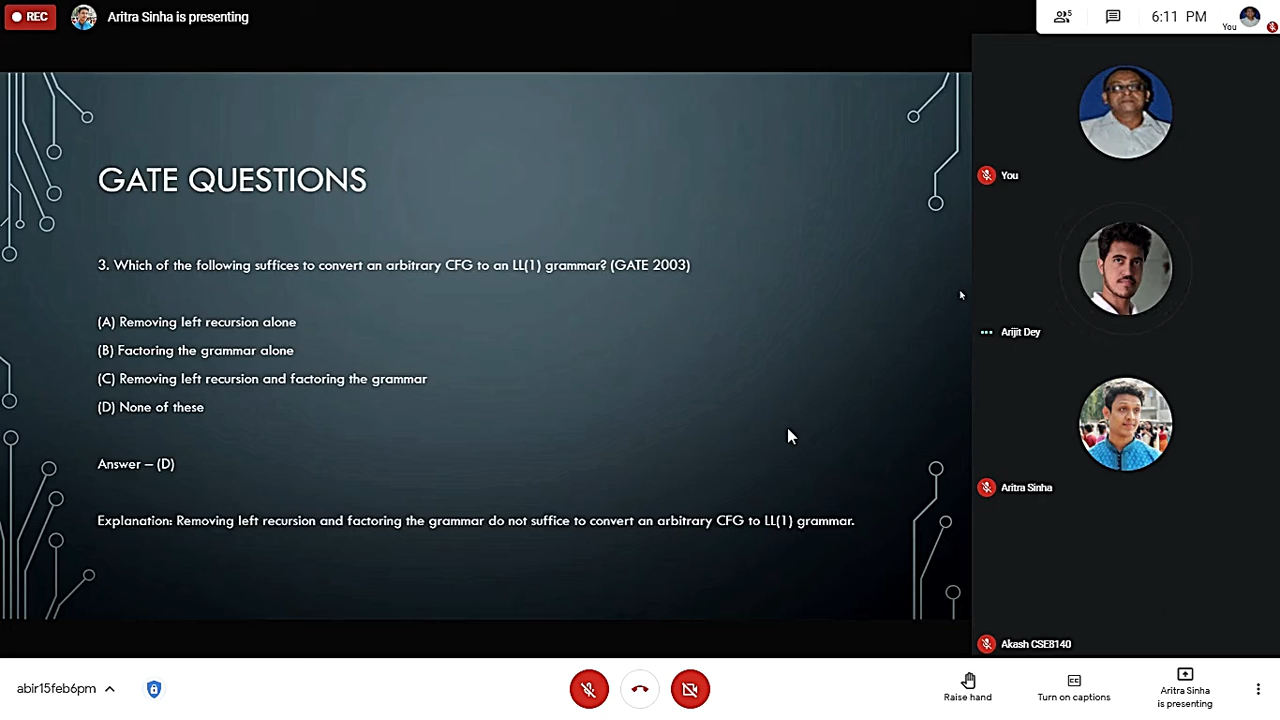 REC
Aritra Sinha is presenting
5
6:11 PM
You
GATE QUESTIONS
3. Which of the following suffices to convert an arbitrary CFG to an LL(1) grammar? (GATE 2003)
(A) Removing left recursion alone
(B) Factoring the grammar alone
(C) Removing left recursion and factoring the grammar
(D) None of these
Answer – (D)
Explanation: Removing left recursion and factoring the grammar do not suffice to convert an arbitrary CFG to LL(1) grammar.
You
Arijit Dey
Aritra Sinha
Akash CSE8140
abir15feb6pm
Raise hand
Turn on captions
Aritra Sinha
is presenting